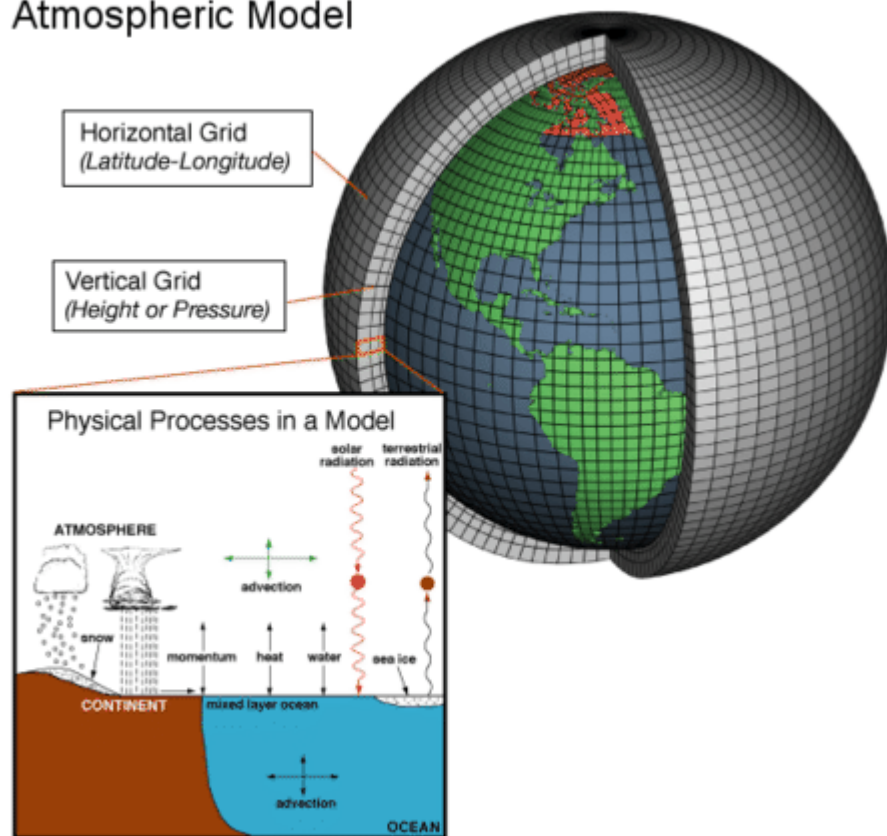 Atmospheric Model
Horizontal Grid
(Latitude-Longitude)
Vertical Grid
(Height or Pressure)
Physical Processes in a Model
solar
radiation
terrestrial
radiation
ATMOSPHERE
advection
snow
momentum
heat
water
sea ice
CONTINENT
mixed layer ocean
advection
OCEAN